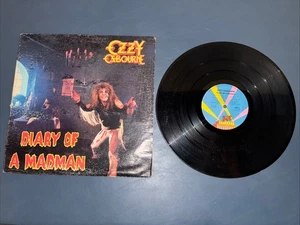 OZZY
OSBOURNE
DIARY OF
A MADMAN